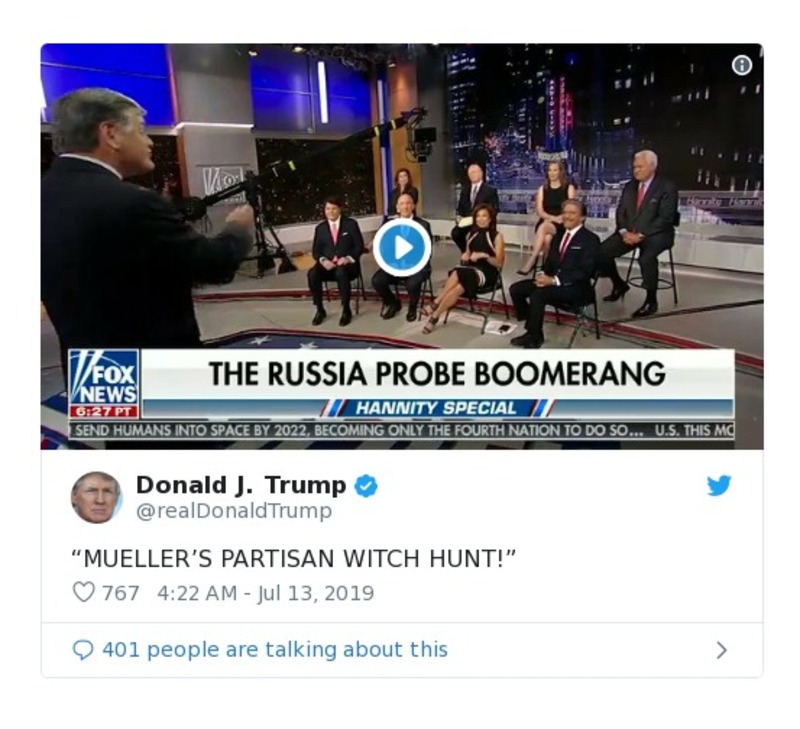 FOX
FOX
NEWS
6:27 PT
THE RUSSIA PROBE BOOMERANG
HANNITY SPECIAL
SEND HUMANS INTO SPACE BY 2022, BECOMING ONLY THE FOURTH NATION TO DO SO... U.S. THIS MO
Donald J. Trump
@realDonaldTrump
“MUELLER’S PARTISAN WITCH HUNT!”
767 4:22 AM - Jul 13, 2019
401 people are talking about this